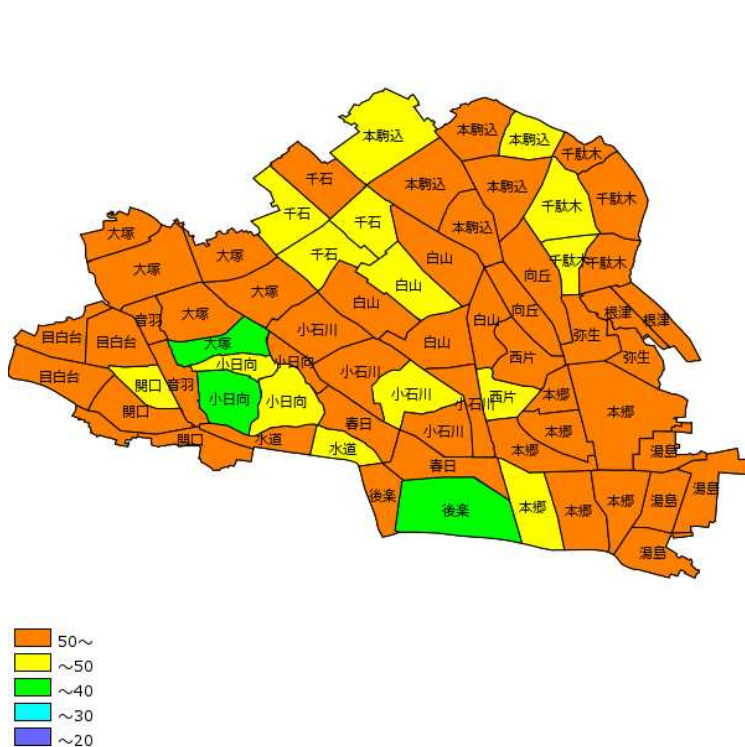 本駒込
本駒込
本駒込
千駄木
千石
本駒込
本駒込
千駄木
千石
千石
本駒込
千駄木
大塚
大塚
千石
白山
千駄木
千駄木
大塚
大塚
白山
白山
向丘
音羽
大塚
小石川
白山
向丘
根津
根津
目白台
目白台
大塚
小日向
小日向
小石川
白山
西片
弥生
弥生
目白台
関口
音羽
小日向
小日向
小石川
小石川
西片
本郷
本郷
関口
関口
水道
水道
春日
小石川
本郷
本郷
湯島
春日
後楽
後楽
本郷
本郷
本郷
湯島
湯島
湯島
50～
～50
～40
～30
～20